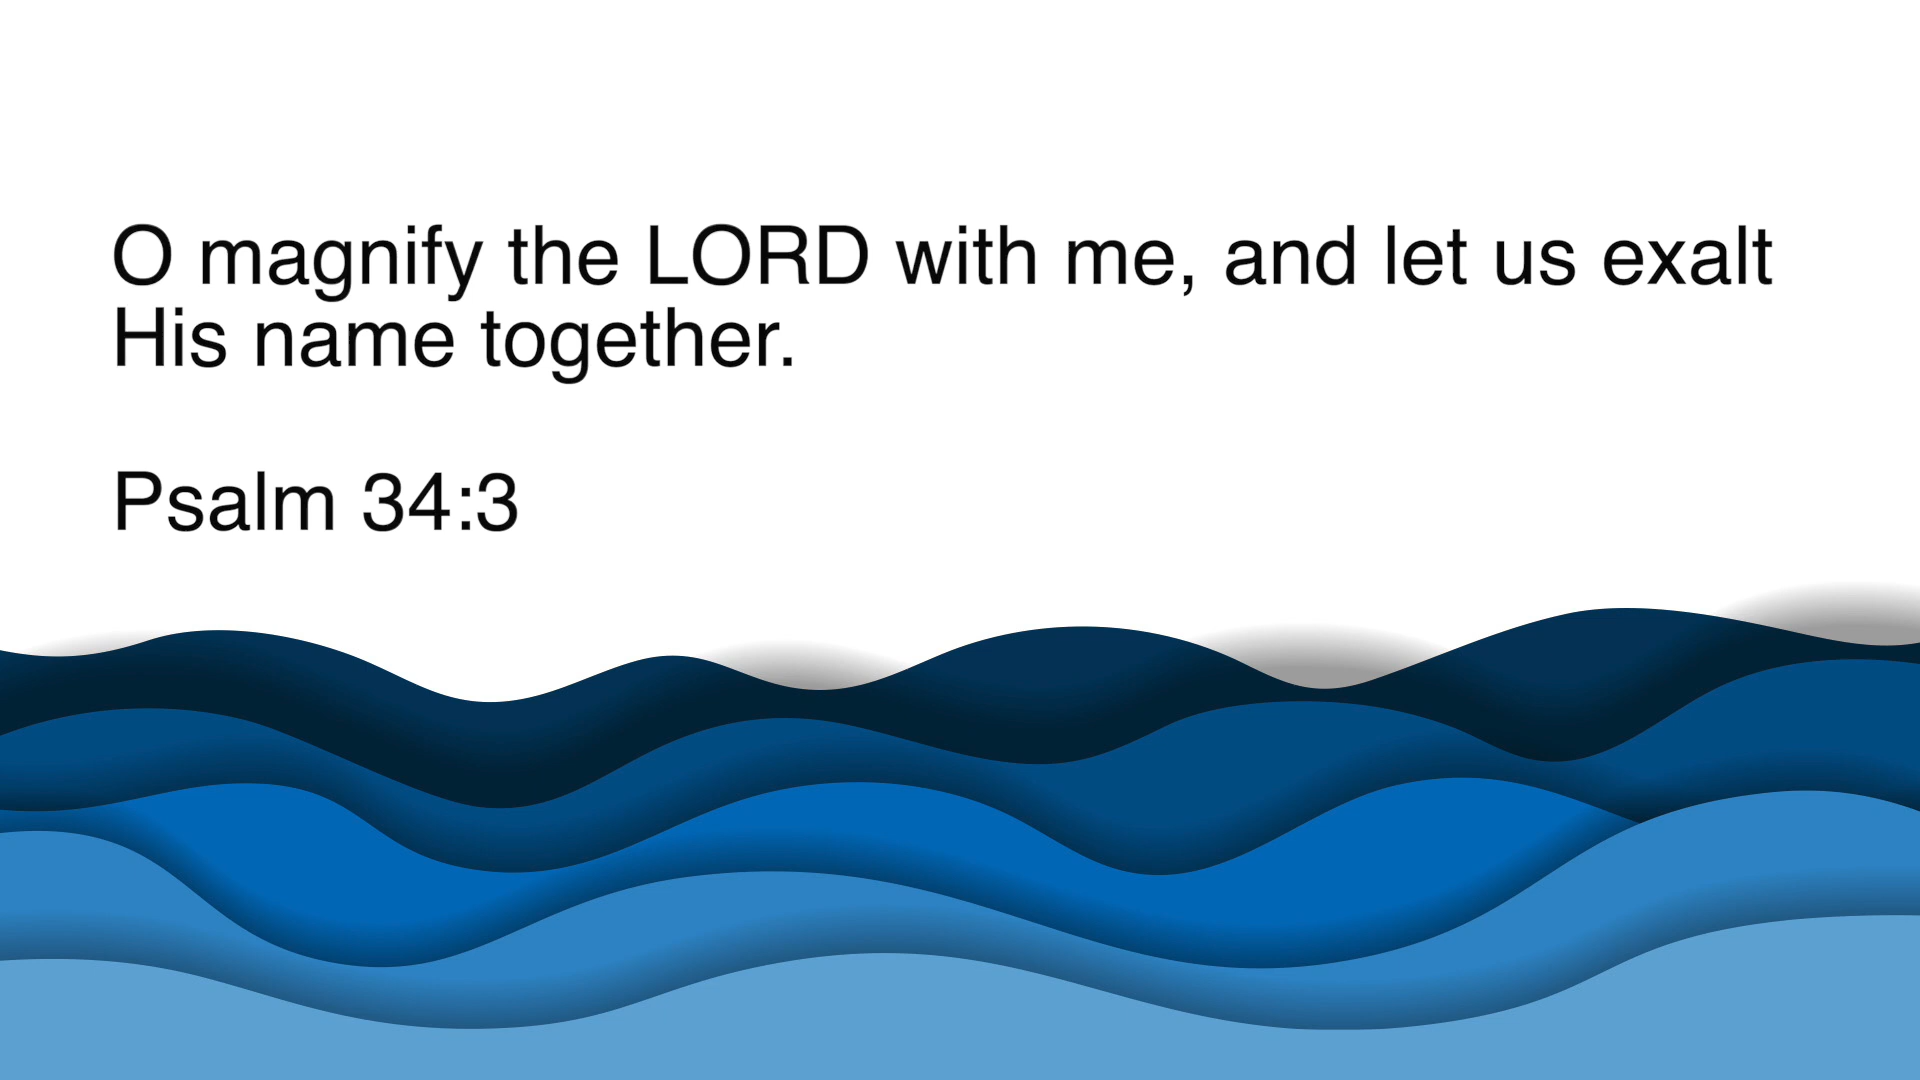 O magnify the LORD with me, and let us exalt
His name together.
Psalm 34:3